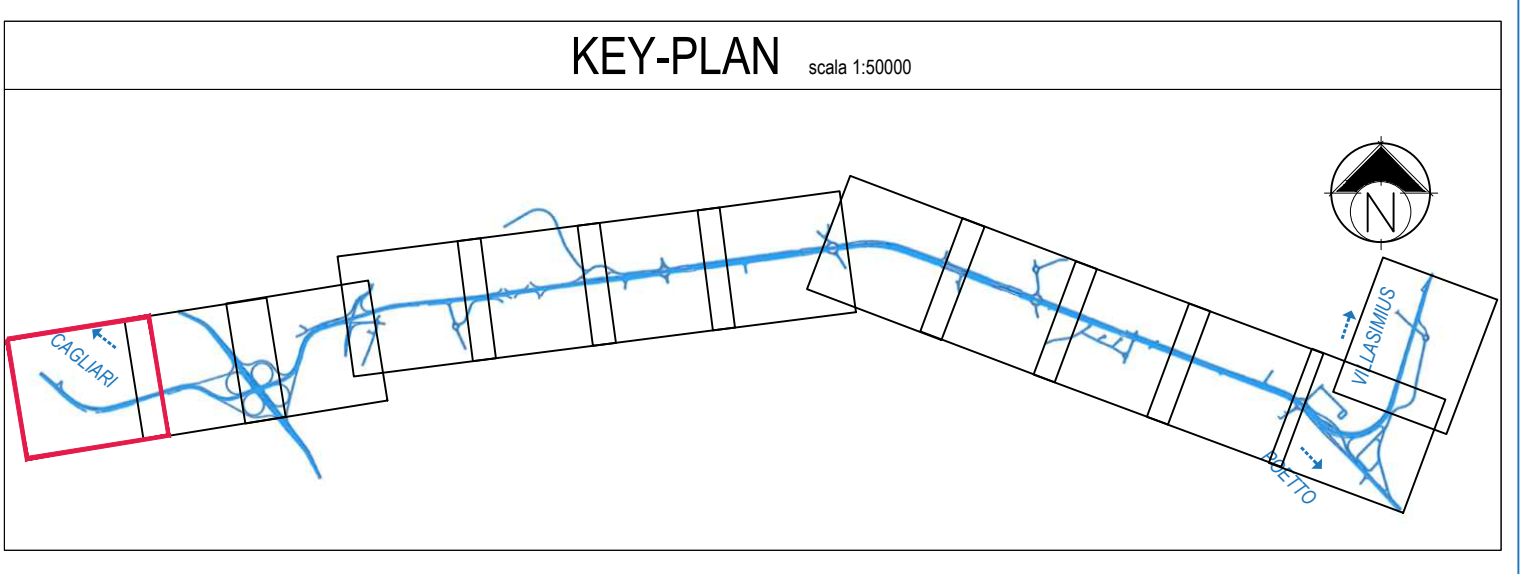 KEY-PLAN scala 1:50000
N
CAGLIARI
VILLASIMIUS
POETTO